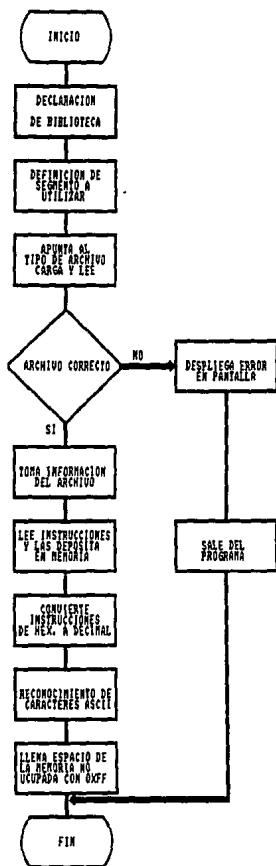 INICIO
DECLARACION
DE BIBLIOTECA
DEFINICION DE
SEGMENTO A
UTILIZAR
APUNTA AL
TIPO DE ARCHIVO
CARGA Y LEE
ARCHIVO CORRECTO
NO
DESPLIEGA ERROR
EN PANTALLA
SI
TOMA INFORMACION
DEL ARCHIVO
LEE INSTRUCCIONES
Y LAS DEPOSITA
EN MEMORIA
SALE DEL
PROGRAMA
CONVIERTE
INSTRUCCIONES
DE HEX. A DECIMAL
RECONOCIMIENTO DE
CARACTERES ASCII
LLENA ESPACIO DE
LA MEMORIA NO
OCUPADA CON 0XFF
FIN